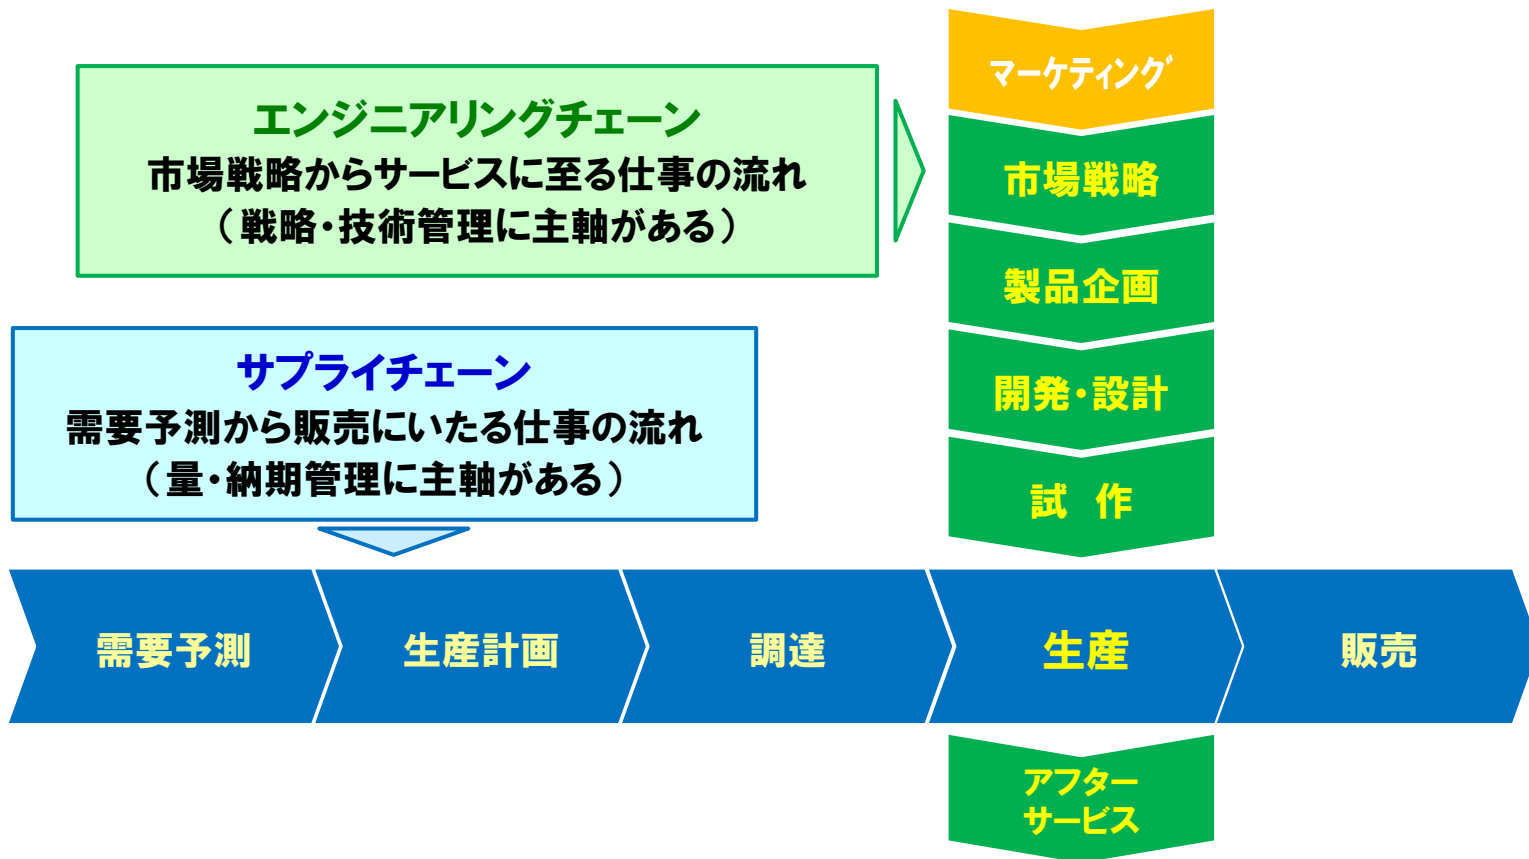 マーケティング
エンジニアリングチェーン
市場戦略からサービスに至る仕事の流れ
（戦略・技術管理に主軸がある）
市場戦略
製品企画
サプライチェーン
需要予測から販売にいたる仕事の流れ
（量・納期管理に主軸がある）
開発・設計
試　作
需要予測
生産計画
調達
生産
販売
アフター
サービス